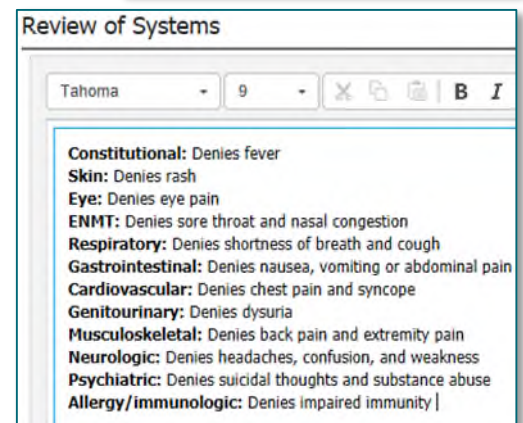 Review of Systems
Tahoma 9 B I
Constitutional: Denies fever
Skin: Denies rash
Eye: Denies eye pain
ENMT: Denies sore throat and nasal congestion
Respiratory: Denies shortness of breath and cough
Gastrointestinal: Denies nausea, vomiting or abdominal pain
Cardiovascular: Denies chest pain and syncope
Genitourinary: Denies dysuria
Musculoskeletal: Denies back pain and extremity pain
Neurologic: Denies headaches, confusion, and weakness
Psychiatric: Denies suicidal thoughts and substance abuse
Allergy/immunologic: Denies impaired immunity